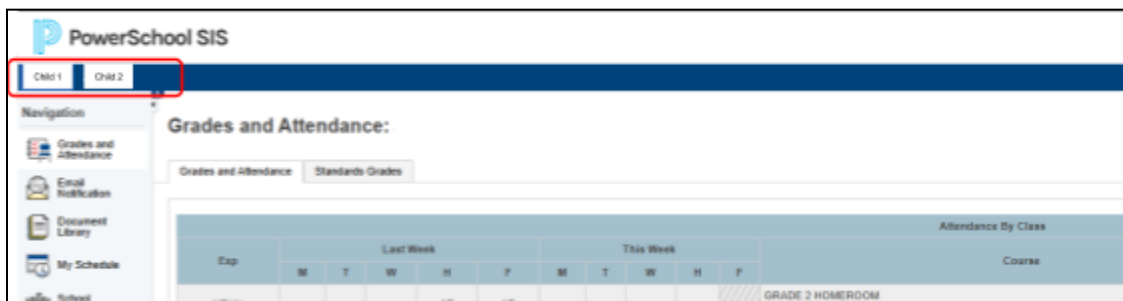 PowerSchool SIS
Child 1 Child 2
Navigation
Grades and Attendance:
Grades and
Attendance
Grades and Attendance Standards Grades
Email
Notification
Document
Library
Attendance By Class
Last Week This Week
Exp Course
My Schedule
M T W H F M T W H F
School
GRADE 2 HOMEROOM